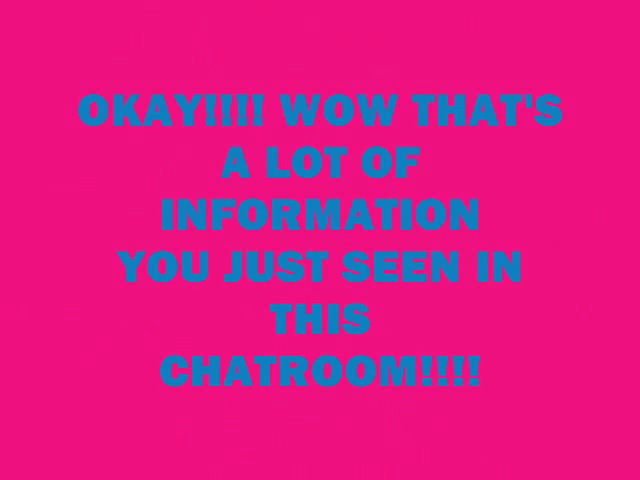 OKAY!!!! WOW THAT'S
A LOT OF
INFORMATION
YOU JUST SEEN IN
THIS
CHATROOM!!!!